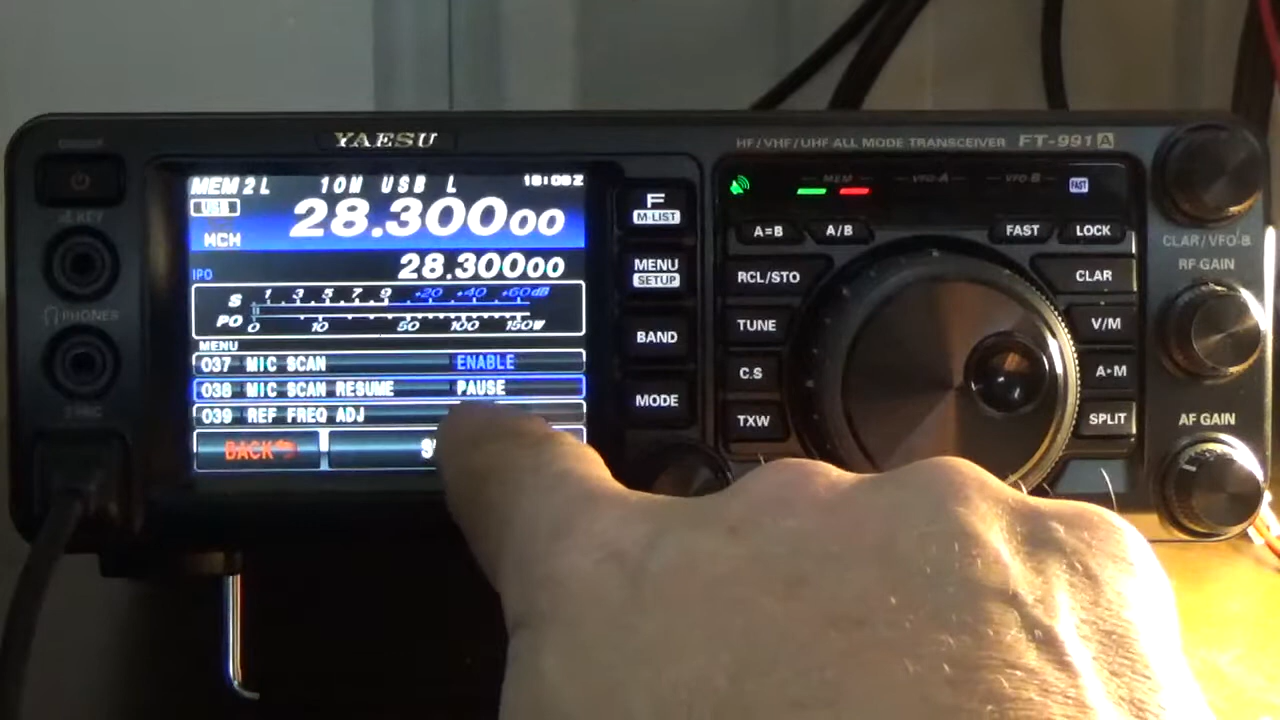 YAESU
HF/VHF/UHF ALL MODE TRANSCEIVER FT-991A
MEM2L 10M USB L
USB
28.30000
MCH
28.30000
IPO
S 1 3 5 7 9 +20 +40 +60dB
PO 0 10 50 100 150W
MENU
037 MIC SCAN ENABLE
038 MIC SCAN RESUME PAUSE
039 REF FREQ ADJ
BACK
PHONES
F
M-LIST
MENU
SETUP
BAND
MODE
MEM VFO-A VFO-B FAST
A=B A/B FAST LOCK
RCL/STO CLAR
TUNE V/M
C.S A▸M
TXW SPLIT
CLAR/VFO-B
RF GAIN
AF GAIN